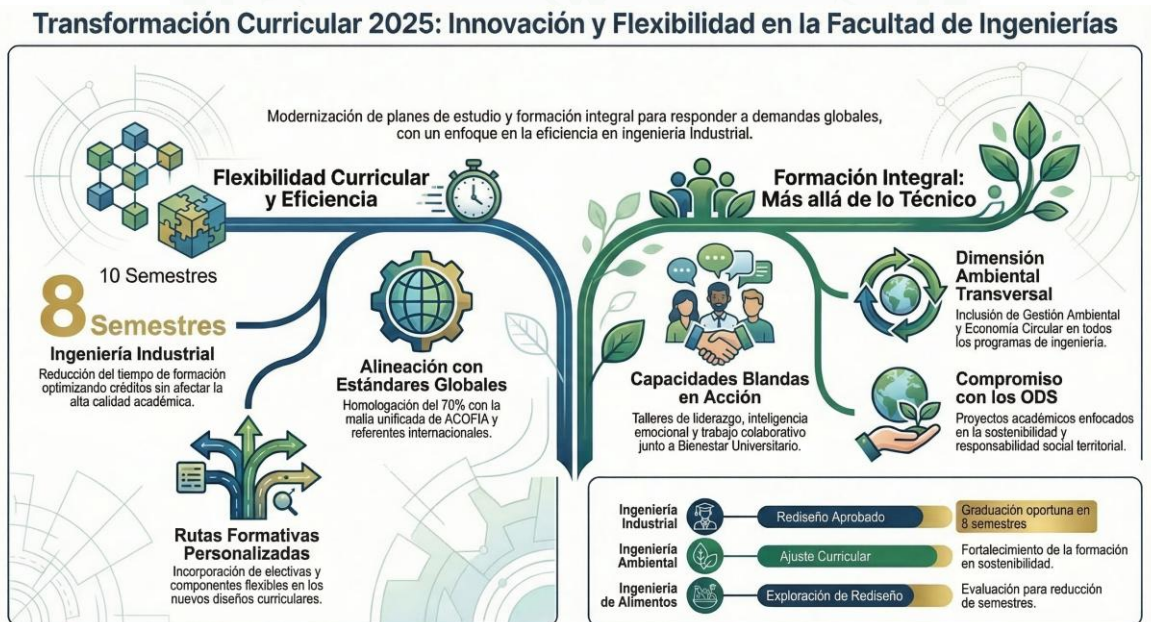 Transformación Curricular 2025: Innovación y Flexibilidad en la Facultad de Ingenierías
Modernización de planes de estudio y formación integral para responder a demandas globales,
con un enfoque en la eficiencia en ingeniería Industrial.
Flexibilidad Curricular
y Eficiencia
10 Semestres
8 Semestres
Ingeniería Industrial
Reducción del tiempo de formación
optimizando créditos sin afectar la
alta calidad académica.
Alineación con
Estándares Globales
Homologación del 70% con la
malia unificada de ACOFIA y
referentes internacionales.
Rutas Formativas
Personalizadas
Incorporación de electivas y
componentes flexibles en los
nuevos diseños curriculares.
Formación Integral:
Más allá de lo Técnico
Capacidades Blandas
en Acción
Talleres de liderazgo, inteligencia
emocional y trabajo colaborativo
junto a Bienestar Universitario.
Dimensión
Ambiental
Transversal
Inclusión de Gestión Ambiental
y Economía Circular en todos
los programas de ingeniería.
Compromiso
con los ODS
Proyectos académicos enfocados
en la sostenibilidad y
responsabilidad social territorial.
Ingeniería
Industrial
Rediseño Aprobado
Graduación oportuna en
8 semestres
Ingeniería
Ambiental
Ajuste Curricular
Fortalecimiento de la formación
en sostenibilidad.
Ingeniería
de Alimentos
Exploración de Rediseño
Evaluación para reducción
de semestres.